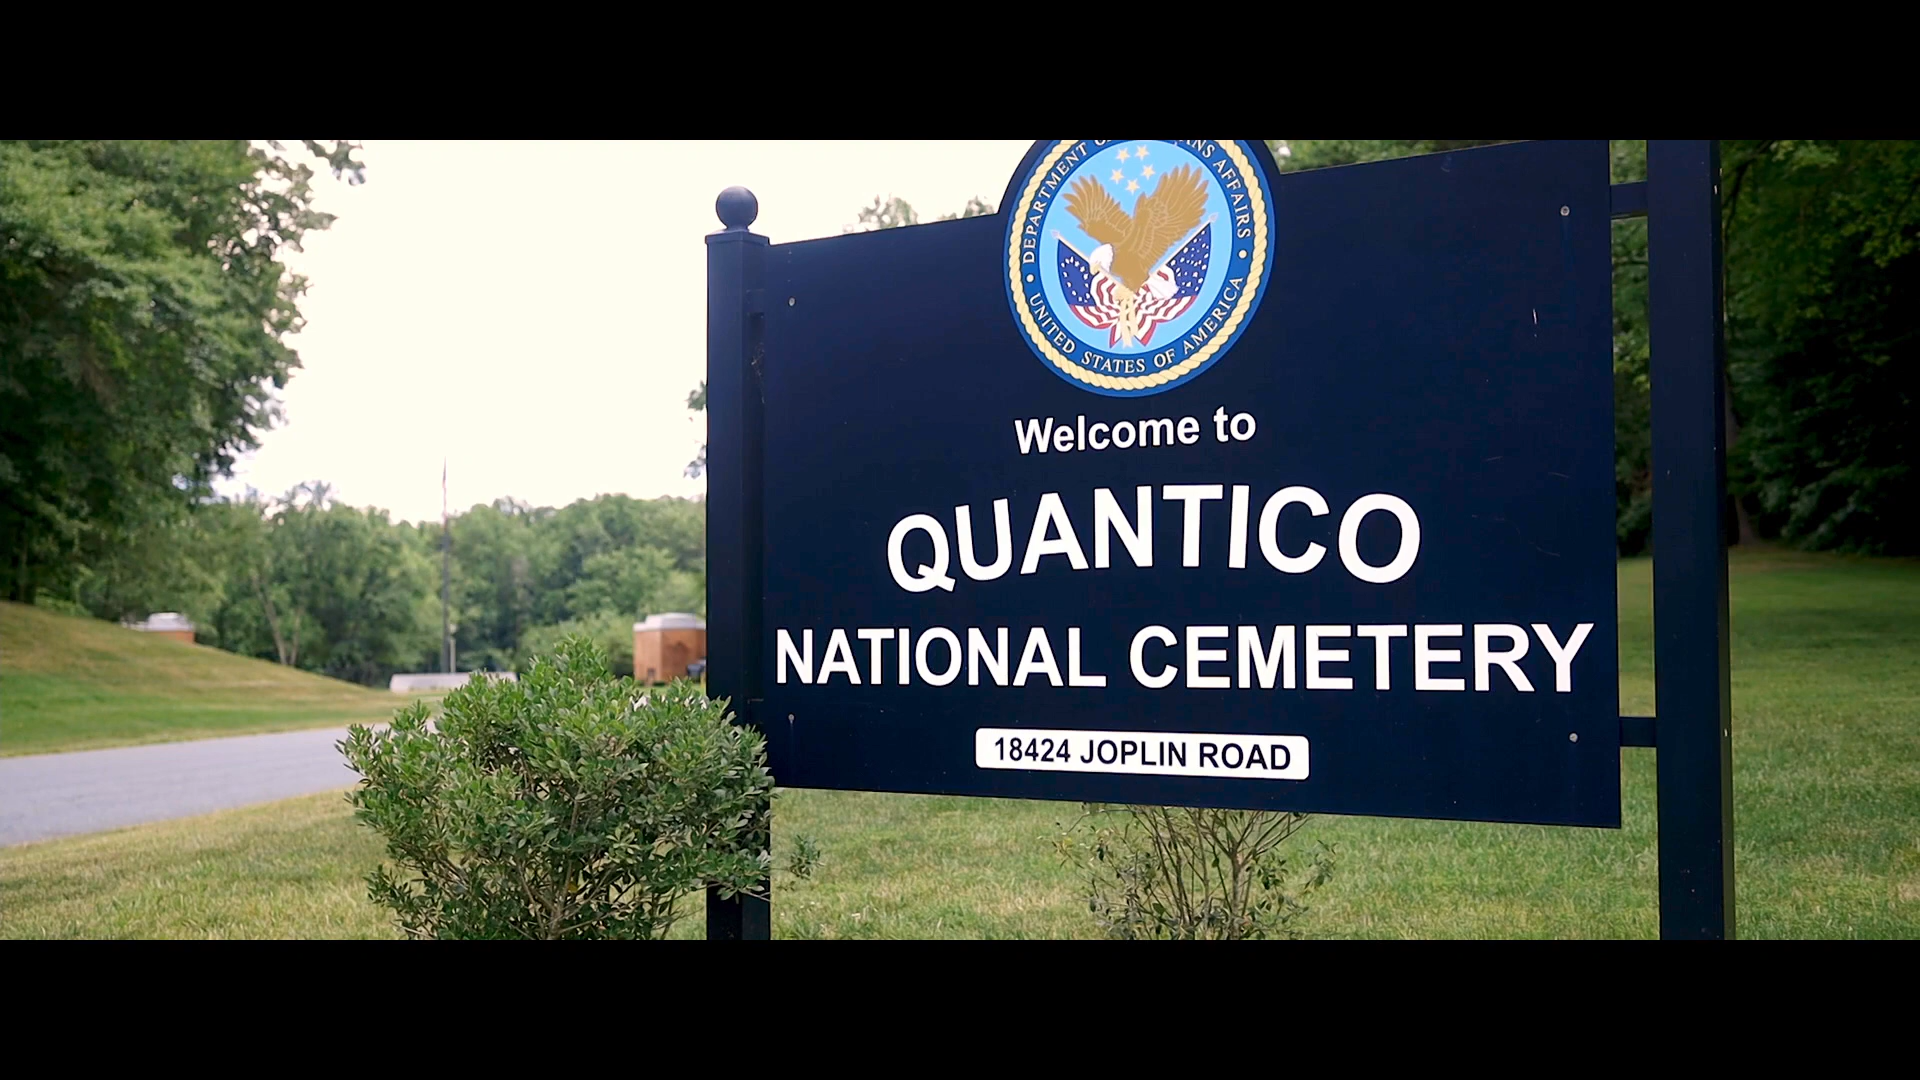 DEPARTMENT
AFFAIRS
UNITED STATES OF AMERICA
Welcome to
QUANTICO
NATIONAL CEMETERY
18424 JOPLIN ROAD